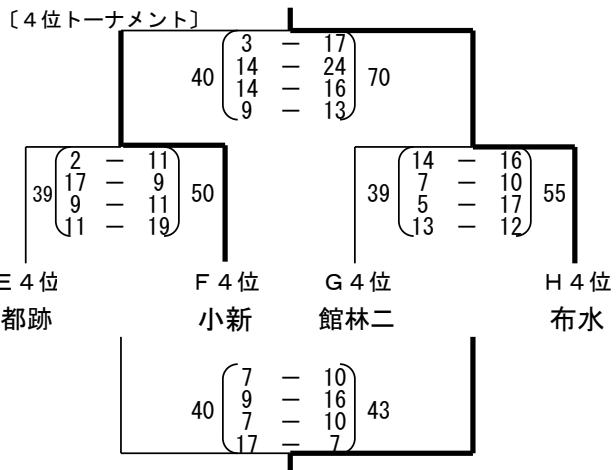 〔４位トーナメント〕
3 － 17
14 － 24
40 14 － 16 70
9 － 13
2 － 11 14 － 16
17 － 9 7 － 10
39 9 － 11 50 39 5 － 17 55
11 － 19 13 － 12
Ｅ４位 Ｆ４位 Ｇ４位 Ｈ４位
都跡 小新 館林二 布水
7 － 10
9 － 16
40 7 － 10 43
17 － 7